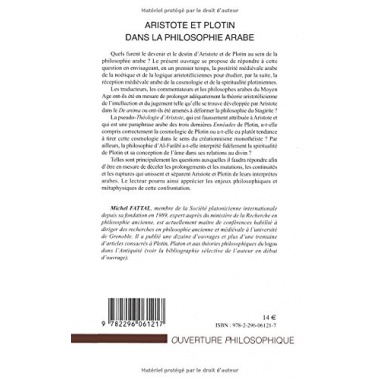 Matériel protégé par le droit d'auteur
ARISTOTE ET PLOTIN
DANS LA PHILOSOPHIE ARABE
Quels furent le devenir et le destin d'Aristote et de Plotin au sein de la
philosophie arabe ? Le présent ouvrage se propose de répondre à cette
question en envisageant, en un premier temps, la postérité médiévale arabe
de la noétique et de la logique aristotéliciennes pour étudier, par la suite, la
réception médiévale arabe de la cosmologie et de la spiritualité plotiniennes.
Les traducteurs, les commentateurs et les philosophes arabes du Moyen
Age ont-ils été en mesure de prolonger adéquatement la théorie aristotélicienne
de l'intellection et du jugement telle qu'elle se trouve développée par Aristote
dans le De anima ou ont-ils été amenés à déformer la philosophie du Stagirite ?
La pseudo-Théologie d'Aristote, qui est faussement attribuée à Aristote et
qui est une paraphrase arabe des trois dernières Ennéades de Plotin, a-t-elle
compris correctement la cosmologie de Plotin ou a-t-elle eu plutôt tendance
à tirer cette cosmologie dans le sens du créationnisme monothéiste ? Par
ailleurs, la philosophie d'Al-Farâbî a-t-elle interprété fidèlement la spiritualité
de Plotin et sa conception de l'âme dans ses relations au divin ?
Telles sont principalement les questions auxquelles il faudra répondre afin
d'être en mesure de déceler les prolongements et les mutations, les continuités
et les ruptures qui unissent et séparent Aristote et Plotin de leurs interprètes
arabes. Le lecteur pourra ainsi apprécier les enjeux philosophiques et
métaphysiques de cette confrontation.
Michel FATTAL, membre de la Société platonicienne internationale
depuis sa fondation en 1989, expert auprès du ministère de la Recherche en
philosophie ancienne, est actuellement maître de conférences habilité à
diriger des recherches en philosophie ancienne et médiévale à l'université
de Grenoble. Il a publié une dizaine d'ouvrages et plus d'une trentaine
d'articles consacrés à Plotin, Platon et aux théories philosophiques du logos
dans l'Antiquité (voir la bibliographie sélective de l'auteur en début
d'ouvrage).
9 782296 061217
14 €
ISBN : 978-2-296-06121-7
OUVERTURE PHILOSOPHIQUE
Matériel protégé par le droit d'auteur